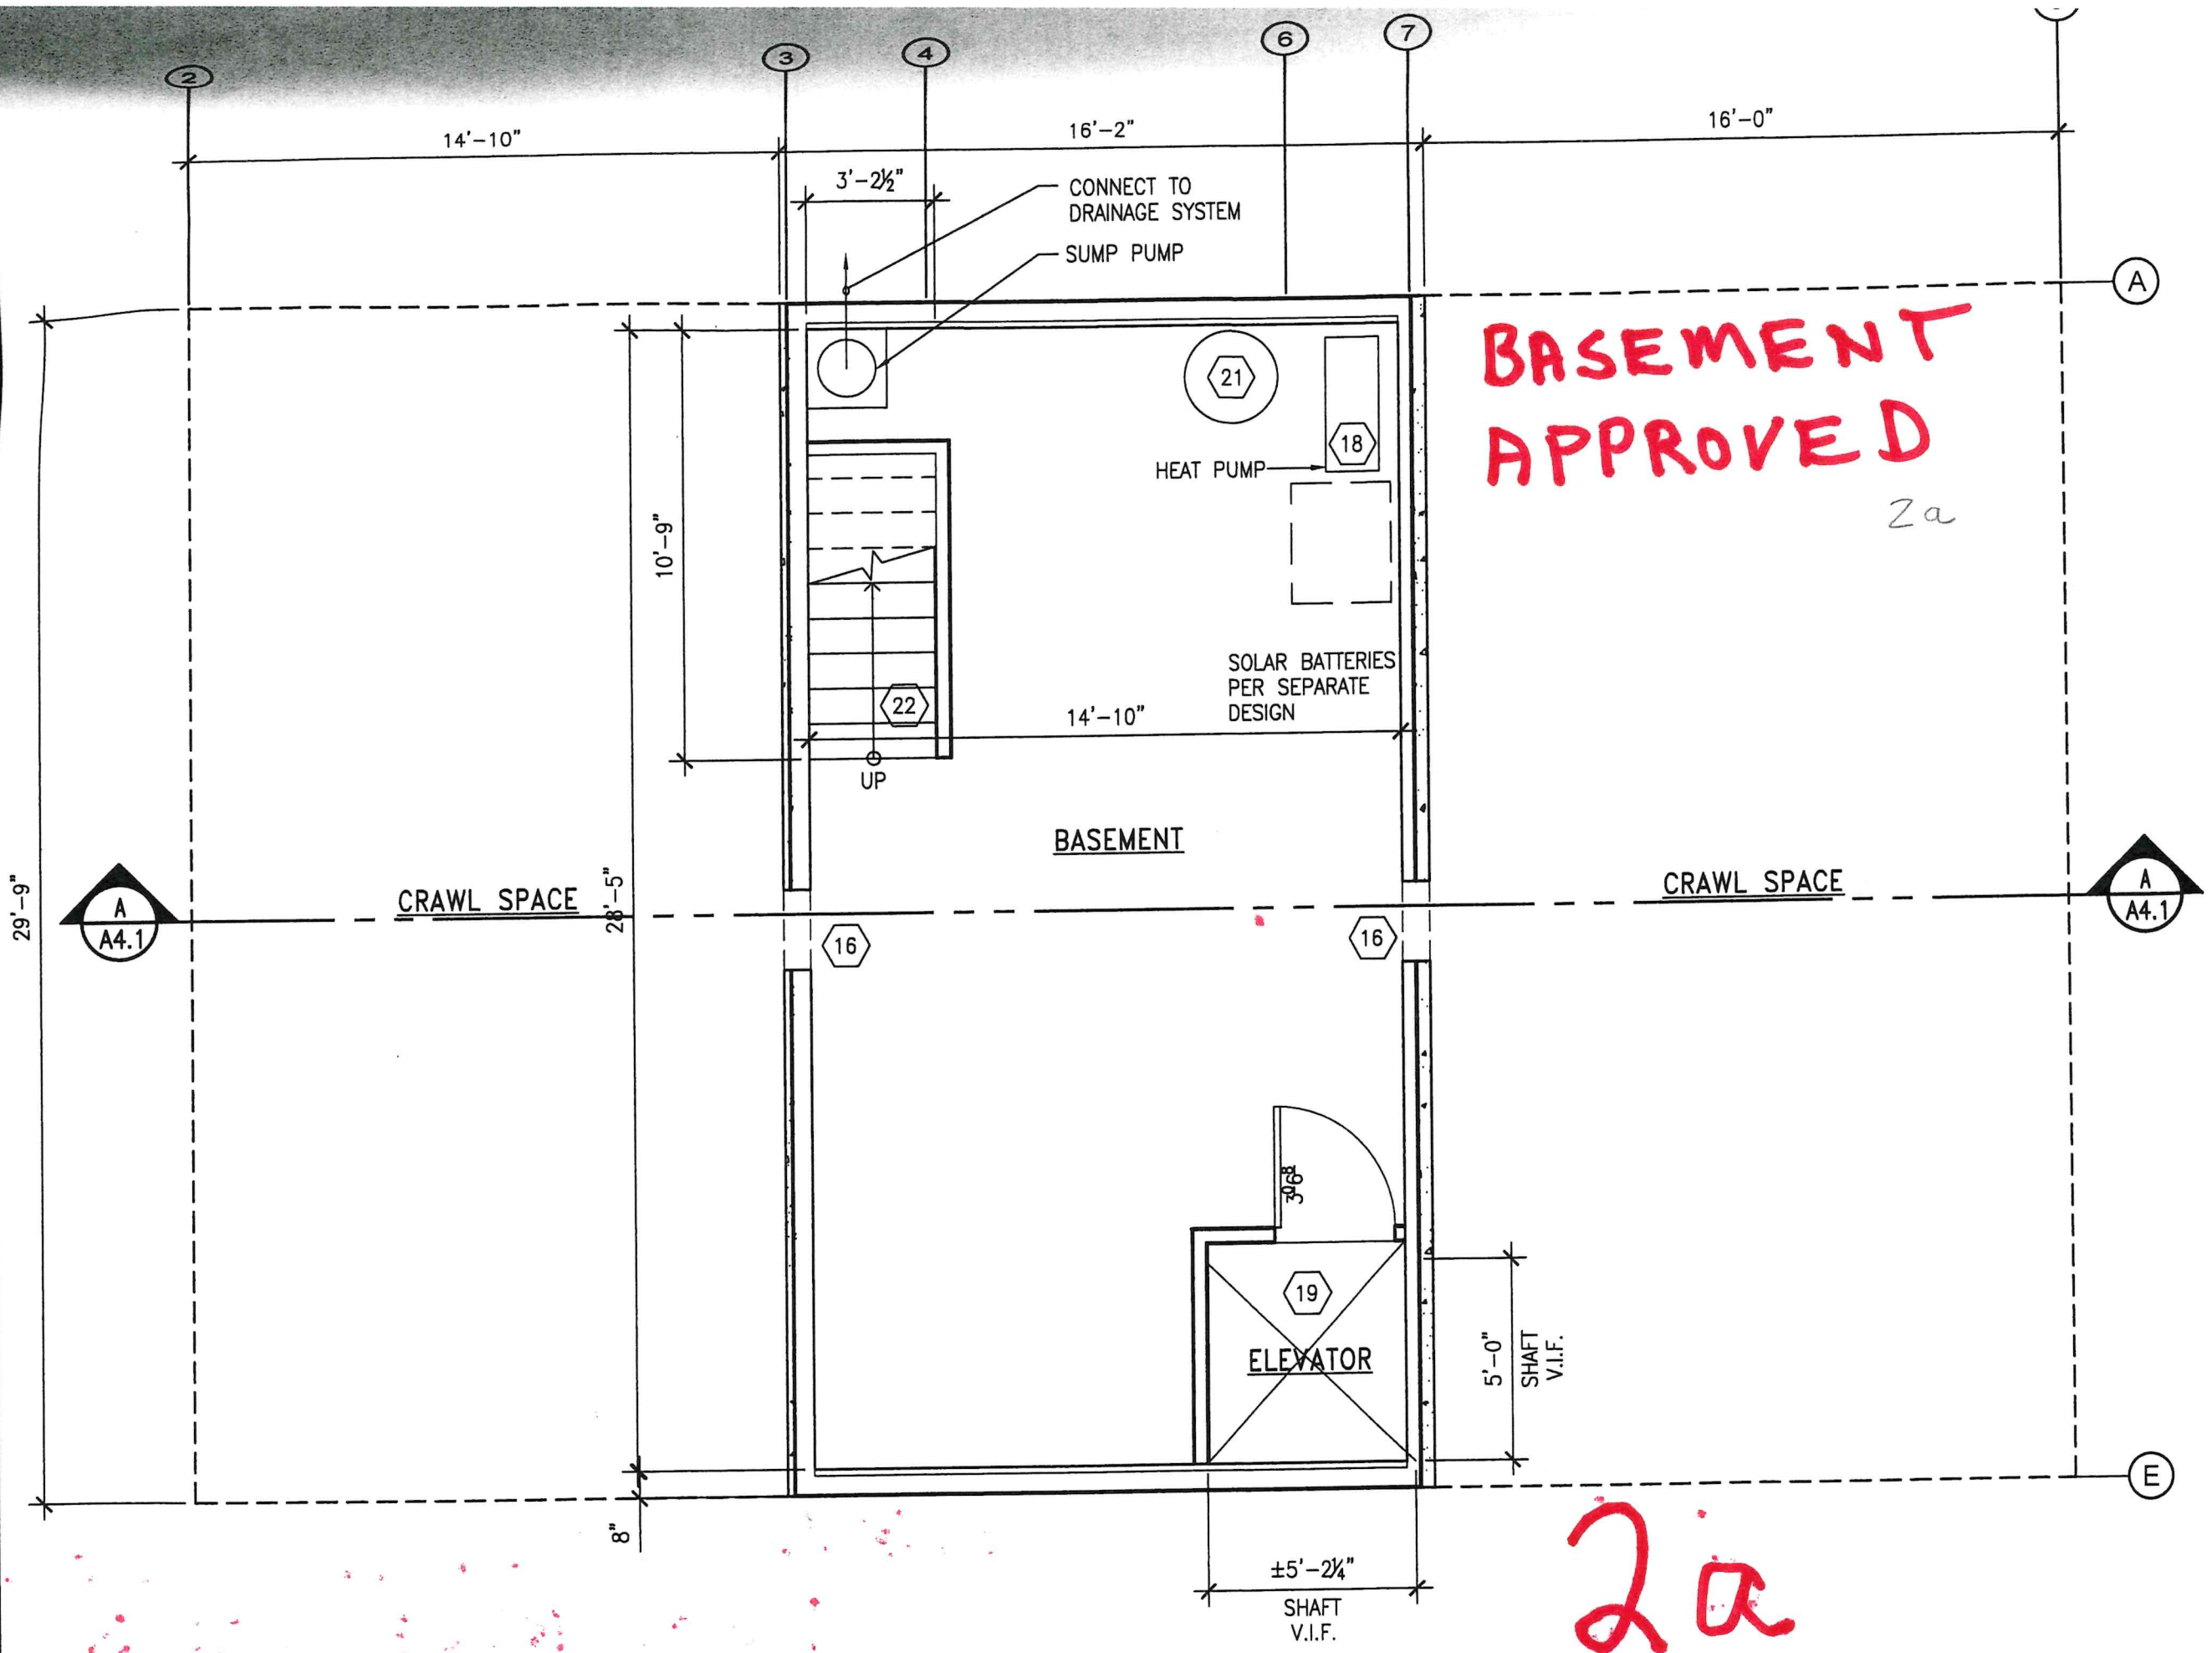 2
3
4
6
7
14'-10"
16'-2"
16'-0"
3'-2½"
CONNECT TO
DRAINAGE SYSTEM
SUMP PUMP
A
BASEMENT
APPROVED
2a
21
18
HEAT PUMP
10'-9"
SOLAR BATTERIES
PER SEPARATE
DESIGN
22
14'-10"
UP
BASEMENT
29'-9"
28'-5"
A
A4.1
CRAWL SPACE
CRAWL SPACE
A
A4.1
16
16
3068
19
ELEVATOR
5'-0"
SHAFT
V.I.F.
E
8"
±5'-2¼"
SHAFT
V.I.F.
2a